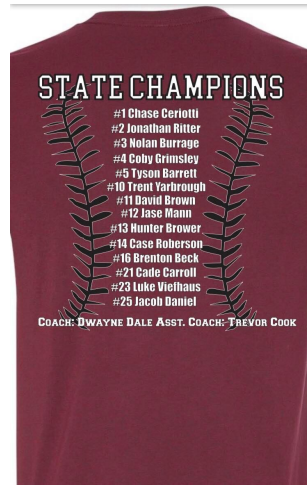 STATE CHAMPIONS
#1 Chase Ceriotti
#2 Jonathan Ritter
#3 Nolan Burrage
#4 Coby Grimsley
#5 Tyson Barrett
#10 Trent Yarbrough
#11 David Brown
#12 Jase Mann
#13 Hunter Brower
#14 Case Roberson
#16 Brenton Beck
#21 Cade Carroll
#23 Luke Viefhaus
#25 Jacob Daniel
COACH: DWAYNE DALE ASST. COACH: TREVOR COOK